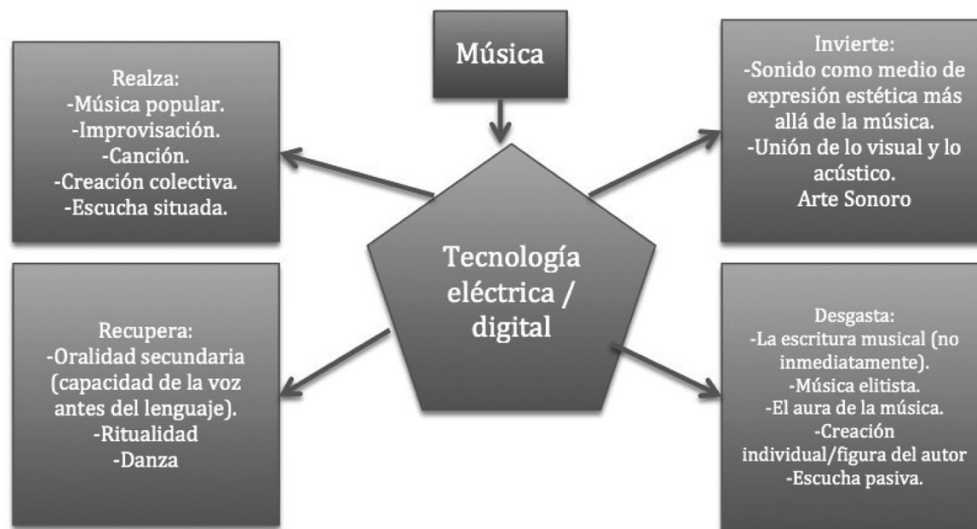 Música
Realza:
-Música popular.
-Improvisación.
-Canción.
-Creación colectiva.
-Escucha situada.
Invierte:
-Sonido como medio de
expresión estética más
allá de la música.
-Unión de lo visual y lo
acústico.
Arte Sonoro
Tecnología
eléctrica /
digital
Recupera:
-Oralidad secundaria
(capacidad de la voz
antes del lenguaje).
-Ritualidad
-Danza
Desgasta:
-La escritura musical (no
inmediatamente).
-Música elitista.
-El aura de la música.
-Creación
individual/figura del autor
-Escucha pasiva.